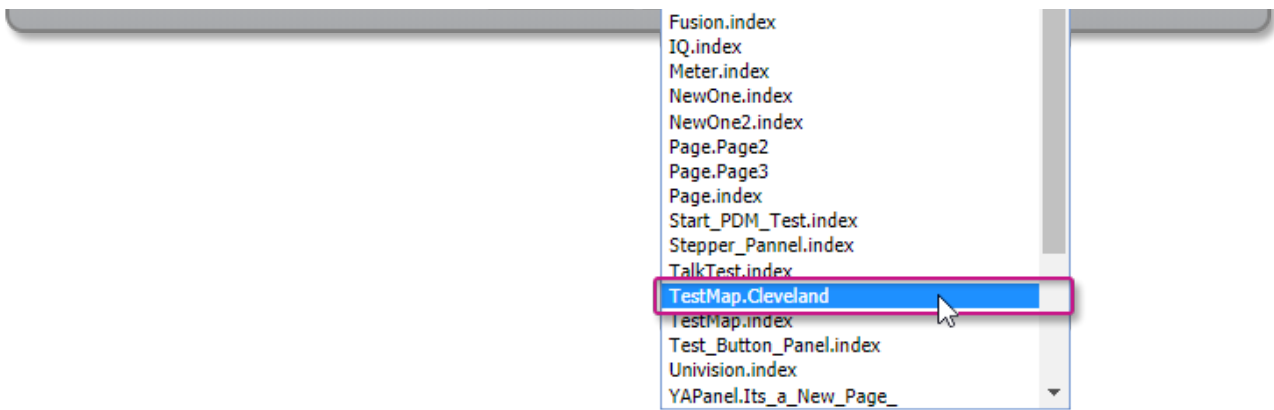 Fusion.index
IQ.index
Meter.index
NewOne.index
NewOne2.index
Page.Page2
Page.Page3
Page.index
Start_PDM_Test.index
Stepper_Pannel.index
TalkTest.index
TestMap.Cleveland
TestMap.index
Test_Button_Panel.index
Univision.index
YAPanel.Its_a_New_Page_